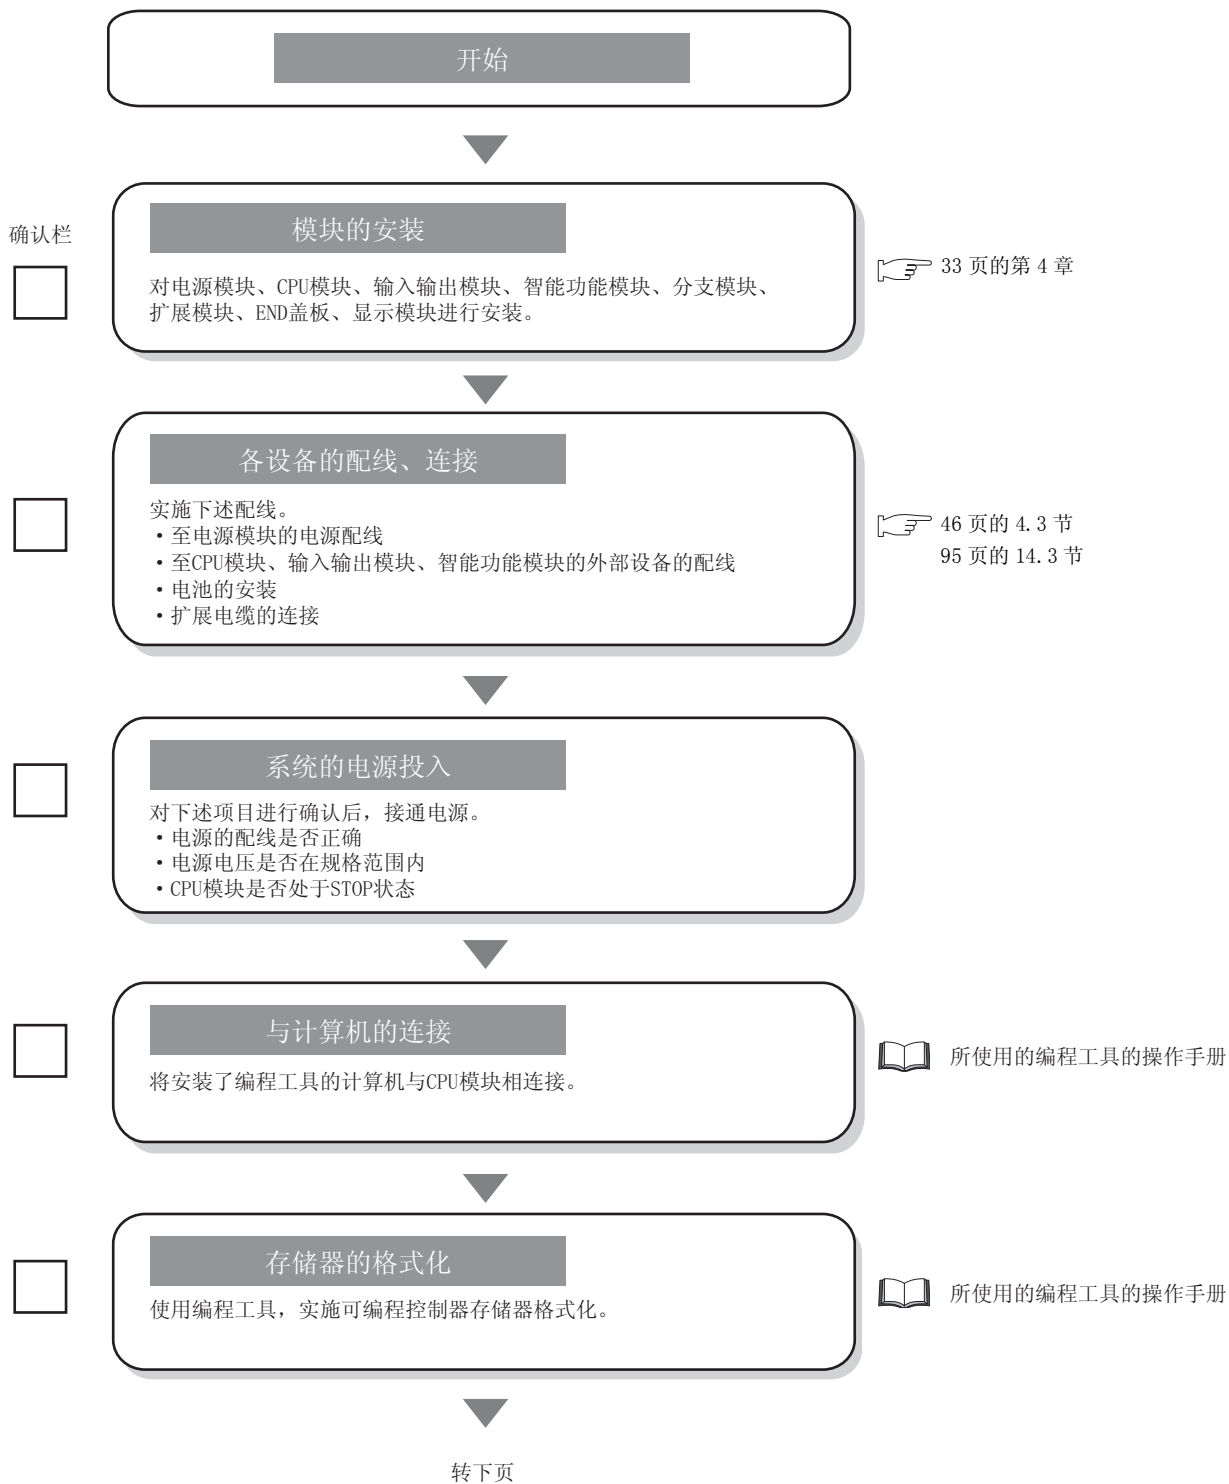 开始
确认栏
模块的安装
对电源模块、CPU模块、输入输出模块、智能功能模块、分支模块、
扩展模块、END盖板、显示模块进行安装。
33 页的第 4 章
各设备的配线、连接
实施下述配线。
・至电源模块的电源配线
・至CPU模块、输入输出模块、智能功能模块的外部设备的配线
・电池的安装
・扩展电缆的连接
46 页的 4.3 节
95 页的 14.3 节
系统的电源投入
对下述项目进行确认后，接通电源。
・电源的配线是否正确
・电源电压是否在规格范围内
・CPU模块是否处于STOP状态
与计算机的连接
将安装了编程工具的计算机与CPU模块相连接。
所使用的编程工具的操作手册
存储器的格式化
使用编程工具，实施可编程控制器存储器格式化。
所使用的编程工具的操作手册
转下页